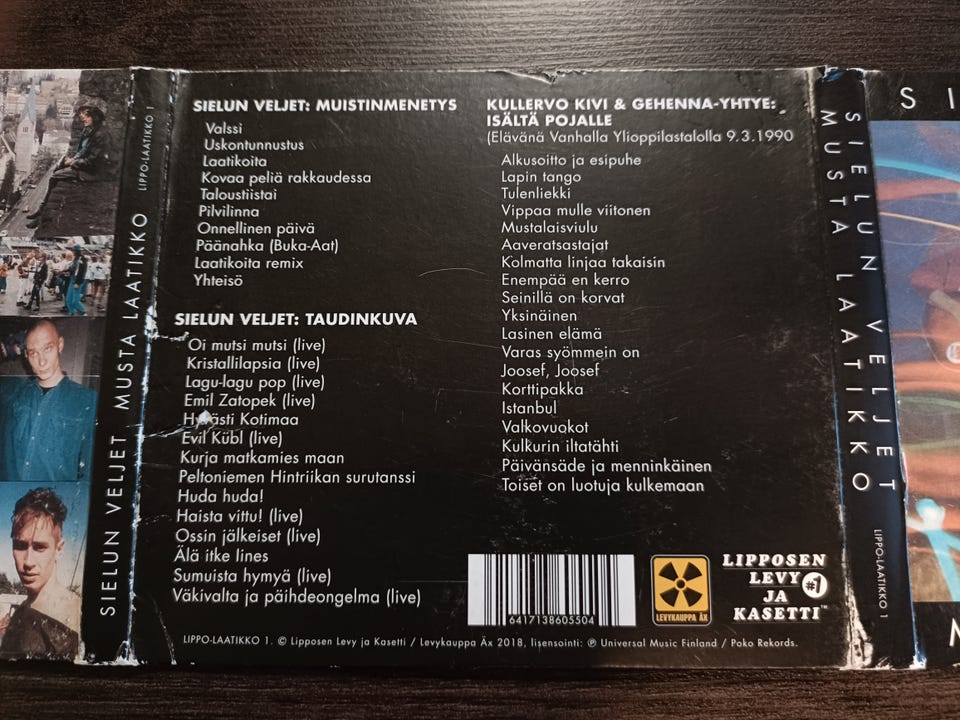 LIPPO-LAATIKKO 1
SIELUN VELJET MUSTA LAATIKKO
SIELUN VELJET: MUISTINMENETYS
Valssi
Uskontunnustus
Laatikoita
Kovaa peliä rakkaudessa
Taloustiistai
Pilvilinna
Onnellinen päivä
Päänahka (Buka-Aat)
Laatikoita remix
Yhteisö
SIELUN VELJET: TAUDINKUVA
Oi mutsi mutsi (live)
Kristallilapsia (live)
Lagu-lagu pop (live)
Emil Zatopek (live)
Hyvästi Kotimaa
Evil Kübl (live)
Kurja matkamies maan
Peltoniemen Hintriikan surutanssi
Huda huda!
Haista vittu! (live)
Ossin jälkeiset (live)
Älä itke Iines
Sumuista hymyä (live)
Väkivalta ja päihdeongelma (live)
KULLERVO KIVI & GEHENNA-YHTYE:
ISÄLTÄ POJALLE
(Elävänä Vanhalla Ylioppilastalolla 9.3.1990
Alkusoitto ja esipuhe
Lapin tango
Tulenliekki
Vippaa mulle viitonen
Mustalaisviulu
Aaveratsastajat
Kolmatta linjaa takaisin
Enempää en kerro
Seinillä on korvat
Yksinäinen
Lasinen elämä
Varas syömmein on
Joosef, Joosef
Korttipakka
Istanbul
Valkovuokot
Kulkurin iltatähti
Päivänsäde ja menninkäinen
Toiset on luotuja kulkemaan
6417138605504
LEVYKAUPPA ÄX
LIPPOSEN
LEVY #1
JA
KASETTI™
LIPPO-LAATIKKO 1. © Lipposen Levy ja Kasetti / Levykauppa Äx 2018, lisensointi: ℗ Universal Music Finland / Poko Rekords.
SIELUN VELJET
MUSTA LAATIKKO
LIPPO-LAATIKKO 1
SI